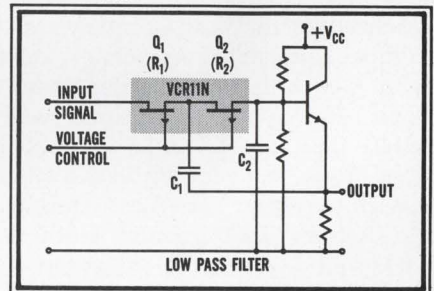 Q1 Q2
(R1) (R2)
+VCC
VCR11N
INPUT
SIGNAL
VOLTAGE
CONTROL
C1
C2
OUTPUT
LOW PASS FILTER